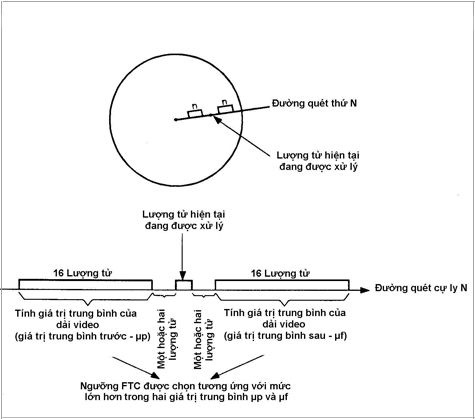 n
n
Đường quét thứ N
Lượng tử hiện tại
đang được xử lý
Lượng tử hiện tại
đang được xử lý
16 Lượng tử
16 Lượng tử
Đường quét cự ly N
Tính giá trị trung bình của
dải video
(giá trị trung bình trước - µp)
Một hoặc hai
lượng tử
Một hoặc hai
lượng tử
Tính giá trị trung bình của
dải video
(giá trị trung bình sau - µf)
Ngưỡng FTC được chọn tương ứng với mức
lớn hơn trong hai giá trị trung bình µp và µf